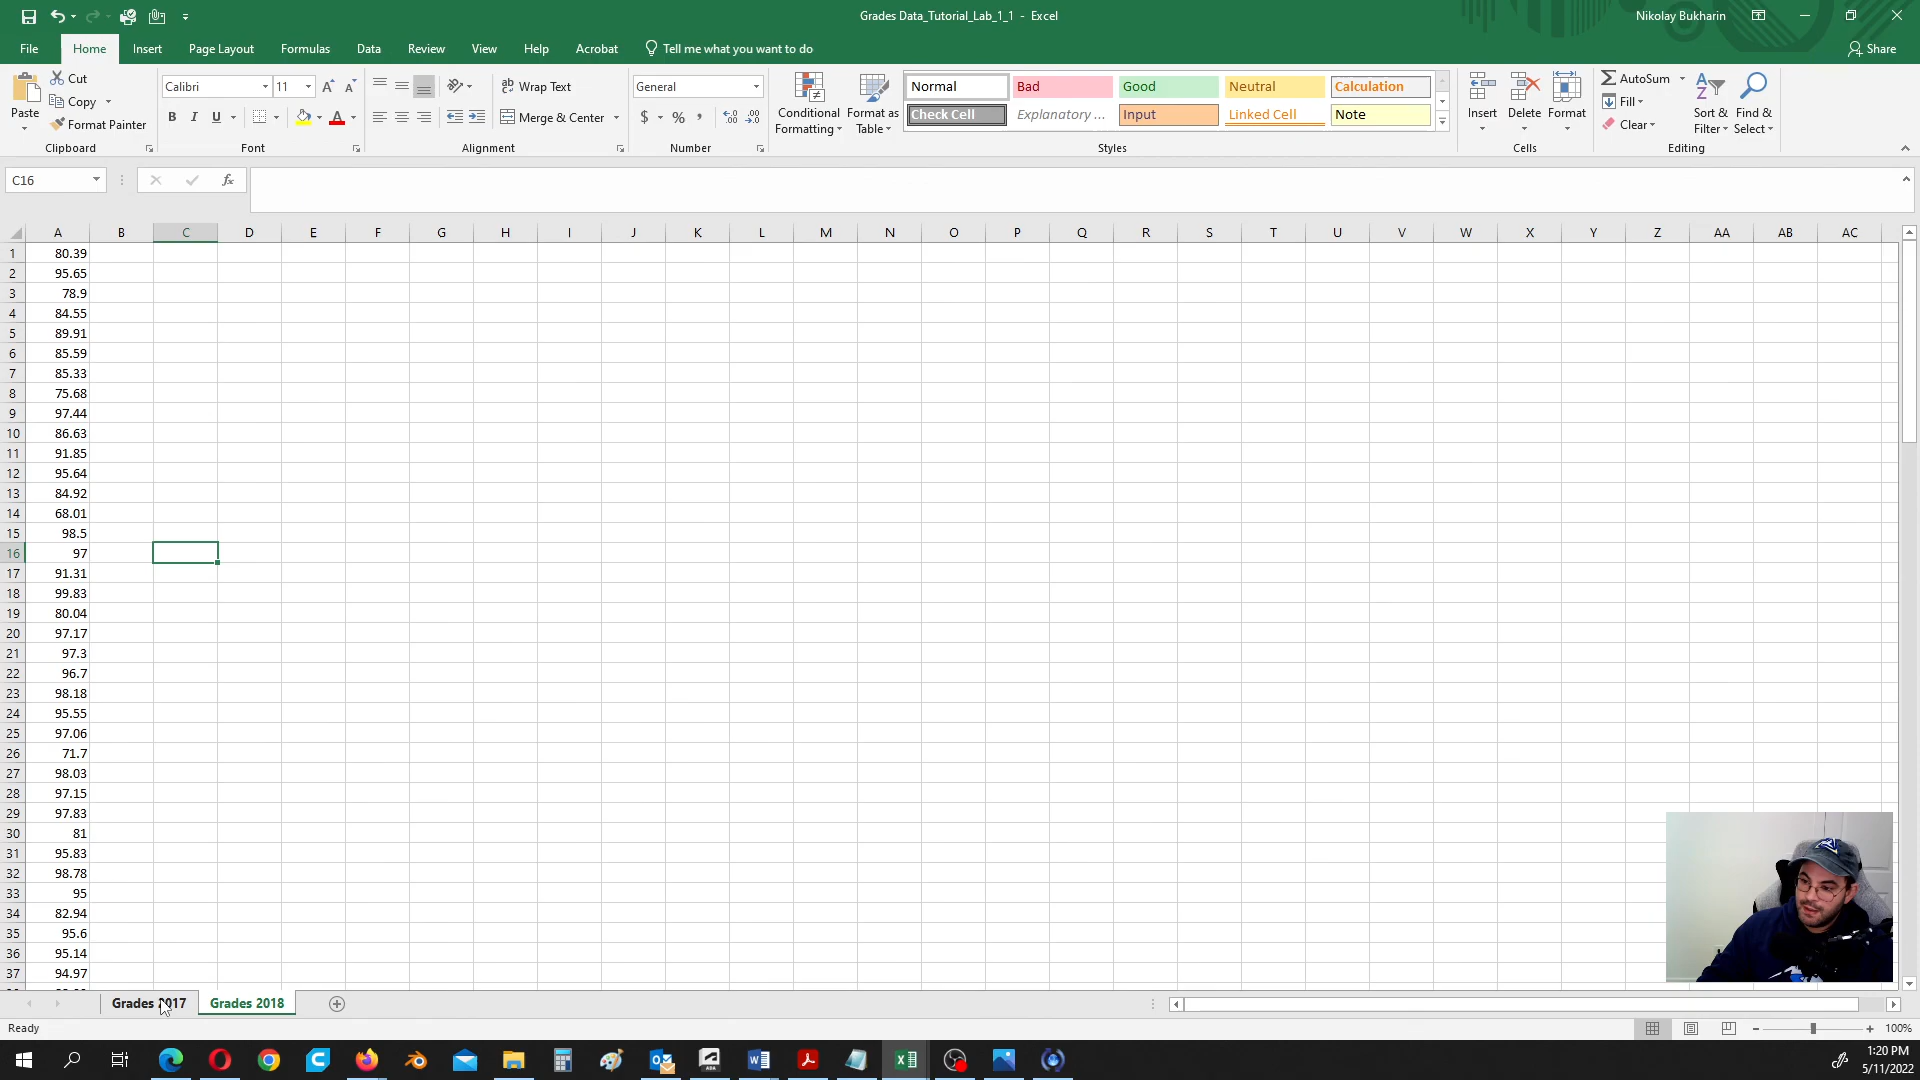 Grades Data_Tutorial_Lab_1_1 - Excel
Nikolay Bukharin
File Home Insert Page Layout Formulas Data Review View Help Acrobat Tell me what you want to do Share
Paste
Cut
Copy
Format Painter
Clipboard
Calibri 11
B I U
Font
Wrap Text
Merge & Center
Alignment
General
$ % ,
Number
Conditional Formatting
Format as Table
Normal Bad Good Neutral Calculation
Check Cell Explanatory ... Input Linked Cell Note
Styles
Insert Delete Format
Cells
AutoSum
Fill
Clear
Sort & Filter
Find & Select
Editing
C16
fx
A B C D E F G H I J K L M N O P Q R S T U V W X Y Z AA AB AC
1 80.39
2 95.65
3 78.9
4 84.55
5 89.91
6 85.59
7 85.33
8 75.68
9 97.44
10 86.63
11 91.85
12 95.64
13 84.92
14 68.01
15 98.5
16 97
17 91.31
18 99.83
19 80.04
20 97.17
21 97.3
22 96.7
23 98.18
24 95.55
25 97.06
26 71.7
27 98.03
28 97.15
29 97.83
30 81
31 95.83
32 98.78
33 95
34 82.94
35 95.6
36 95.14
37 94.97
Grades 2017 Grades 2018
Ready
100%
1:20 PM
5/11/2022